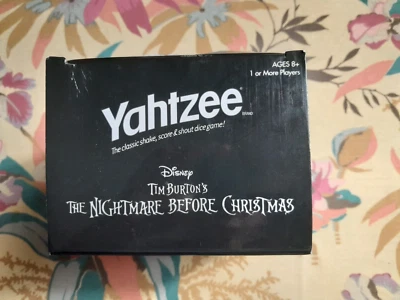 AGES 8+
1 or More Players
Yahtzee
The classic shake, score & shout dice game!
Disney
TIM BURTON'S
THE NIGHTMARE BEFORE CHRISTMAS